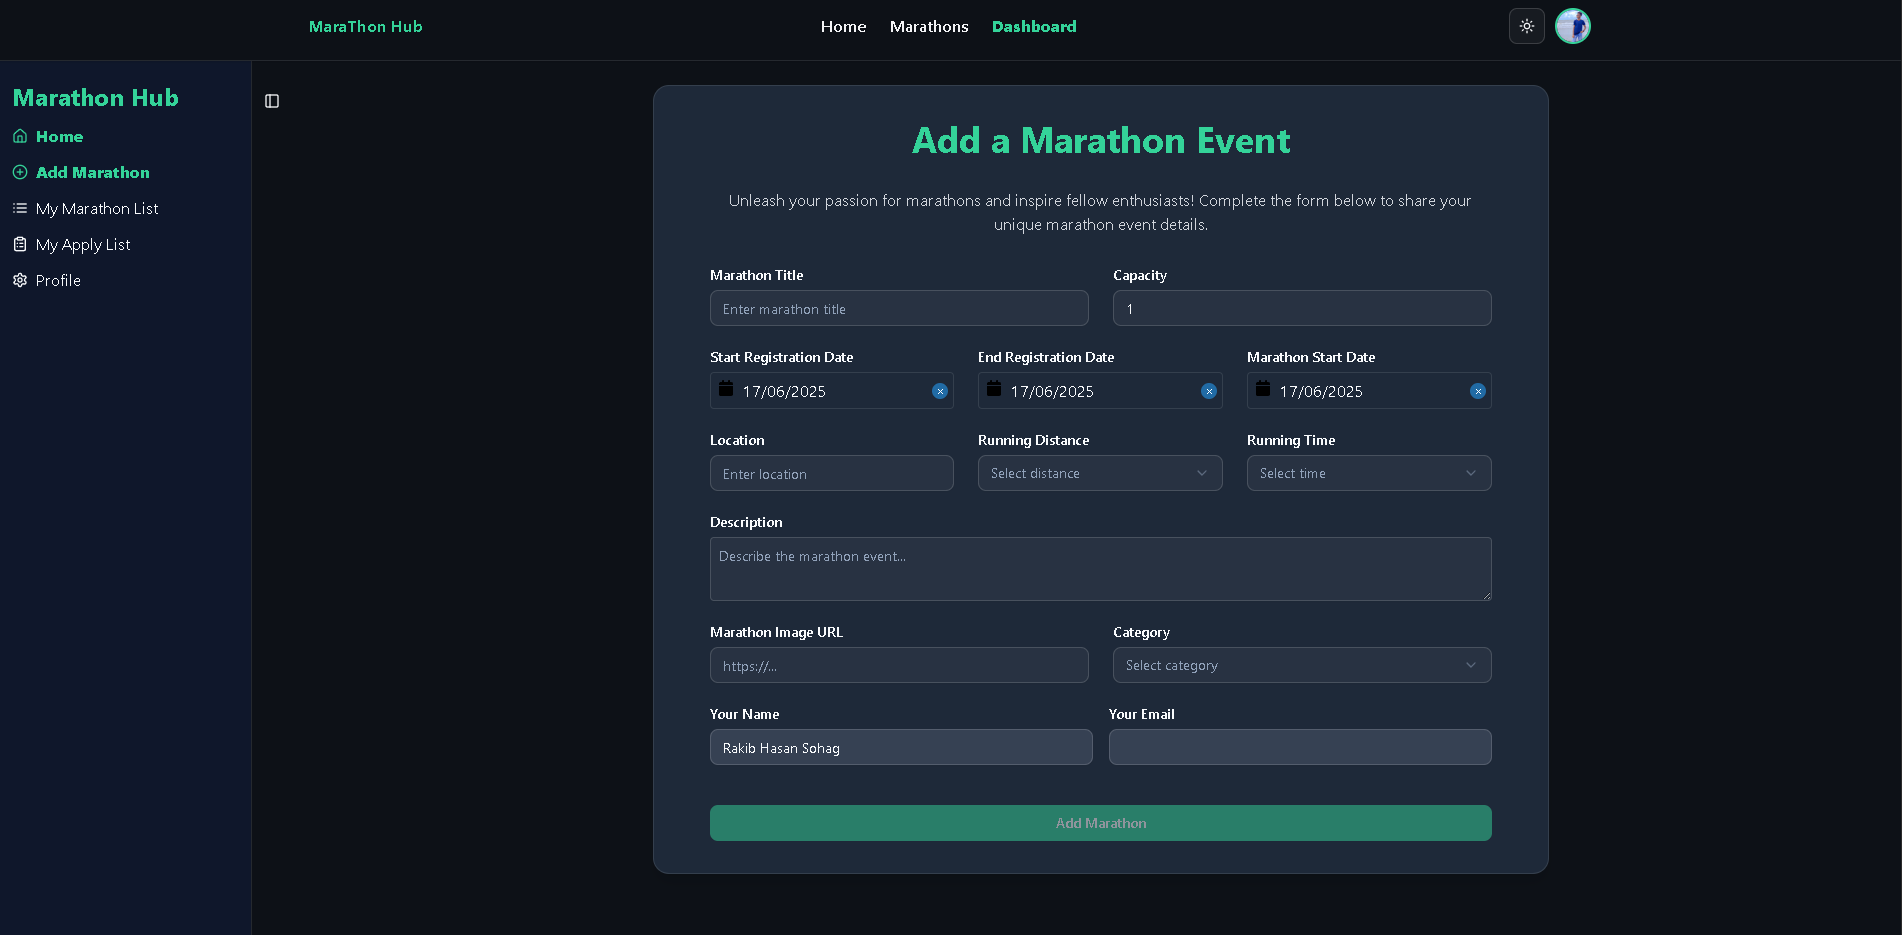 MaraThon Hub
Home Marathons Dashboard
Marathon Hub
Home
Add Marathon
My Marathon List
My Apply List
Profile
Add a Marathon Event
Unleash your passion for marathons and inspire fellow enthusiasts! Complete the form below to share your
unique marathon event details.
Marathon Title Capacity
Enter marathon title 1
Start Registration Date End Registration Date Marathon Start Date
17/06/2025 17/06/2025 17/06/2025
Location Running Distance Running Time
Enter location Select distance Select time
Description
Describe the marathon event...
Marathon Image URL Category
https://... Select category
Your Name Your Email
Rakib Hasan Sohag
Add Marathon